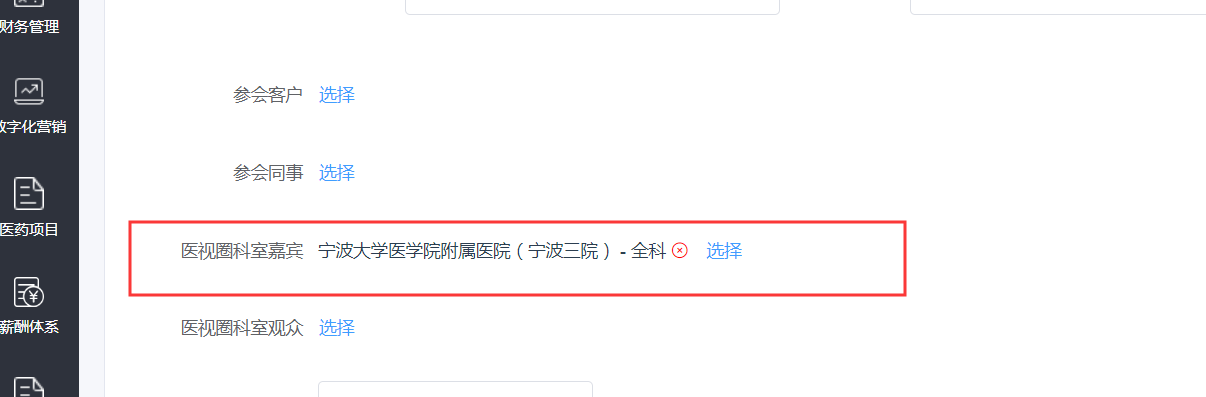 财务管理
参会客户 选择
数字化营销
参会同事 选择
医药项目
医视圈科室嘉宾 宁波大学医学院附属医院（宁波三院）- 全科 选择
薪酬体系
医视圈科室观众 选择